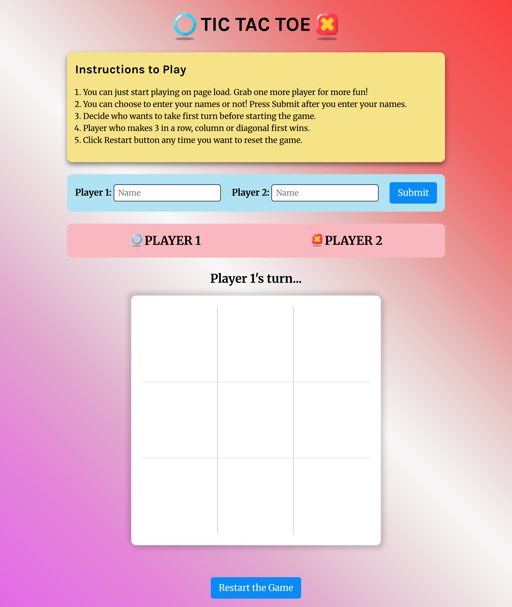 TIC TAC TOE
Instructions to Play
1. You can just start playing on page load. Grab one more player for more fun!
2. You can choose to enter your names or not! Press Submit after you enter your names.
3. Decide who wants to take first turn before starting the game.
4. Player who makes 3 in a row, column or diagonal first wins.
5. Click Restart button any time you want to reset the game.
Player 1: Name Player 2: Name Submit
PLAYER 1 PLAYER 2
Player 1's turn...
Restart the Game